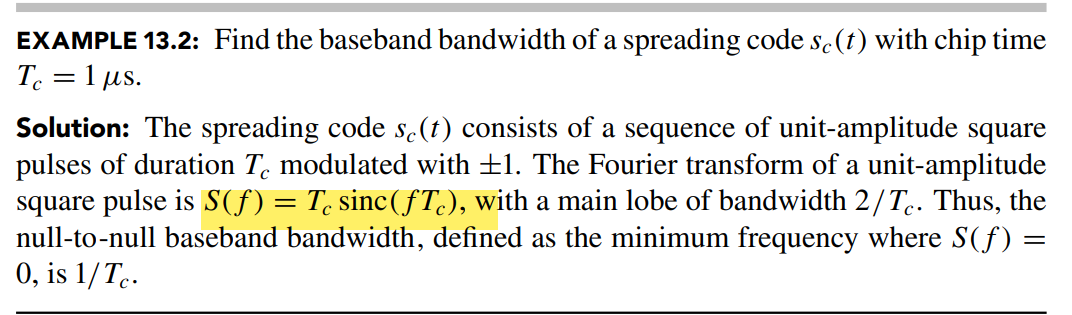 EXAMPLE 13.2: Find the baseband bandwidth of a spreading code s_c(t) with chip time
T_c = 1 μs.
Solution: The spreading code s_c(t) consists of a sequence of unit-amplitude square
pulses of duration T_c modulated with ±1. The Fourier transform of a unit-amplitude
square pulse is S(f) = T_c sinc(fT_c), with a main lobe of bandwidth 2/T_c. Thus, the
null-to-null baseband bandwidth, defined as the minimum frequency where S(f) =
0, is 1/T_c.